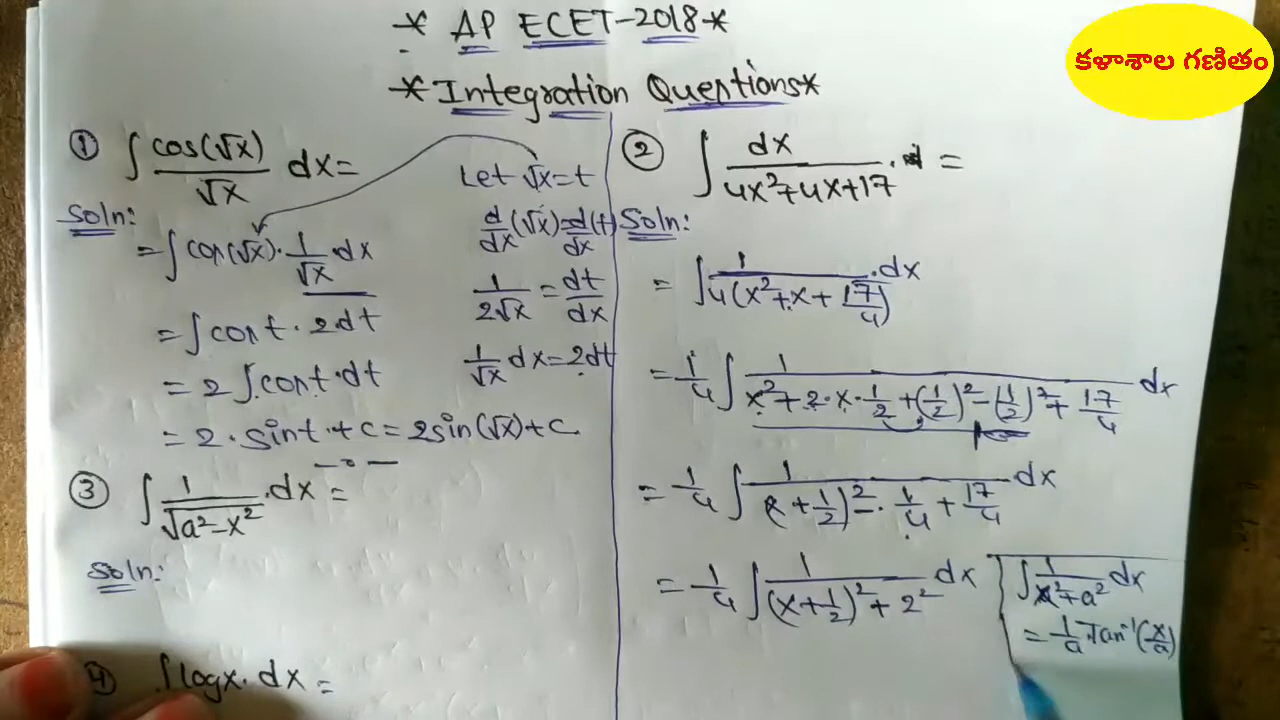 * AP ECET-2018 *
కళాశాల గణితం
* Integration Questions *
① ∫ cos(√x)/√x dx =
Let √x = t
Soln:
= ∫ cos(√x) · 1/√x · dx
d/dx (√x) = d/dx (t)
1/2√x = dt/dx
= ∫ cos t · 2dt
1/√x dx = 2dt
= 2 ∫ cos t · dt
= 2 · sin t · + c = 2 sin(√x) + c
③ ∫ 1/√a²-x² · dx =
Soln:
④ ∫ log x · dx =
② ∫ dx/4x²+4x+17 · =
Soln:
= ∫ 1/4(x²+x+17/4) · dx
= 1/4 ∫ 1/x²+2·x·1/2+(1/2)²-(1/2)²+17/4 dx
= 1/4 ∫ 1/(x+1/2)²-·1/4+17/4 dx
= 1/4 ∫ 1/(x+1/2)²+2² dx
∫ 1/x²+a² dx
= 1/a · Tan⁻¹(x/a)